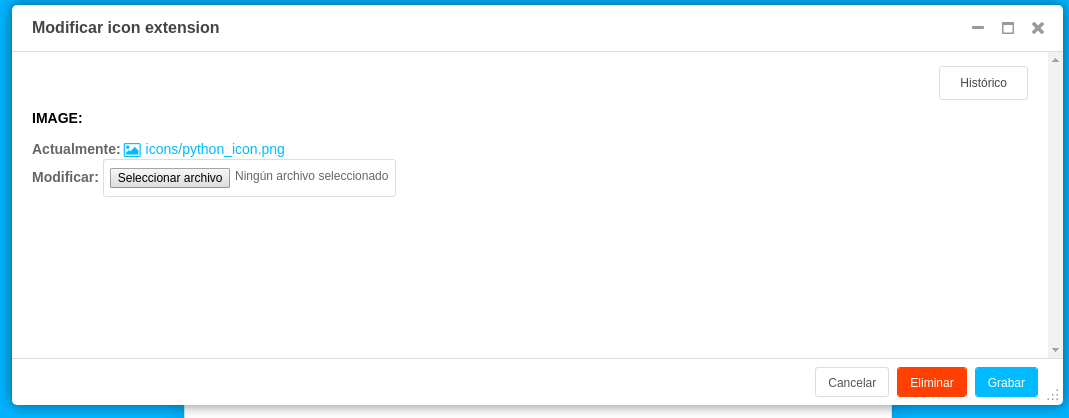 Modificar icon extension
Histórico
IMAGE:
Actualmente: icons/python_icon.png
Modificar: Seleccionar archivo Ningún archivo seleccionado
Cancelar Eliminar Grabar